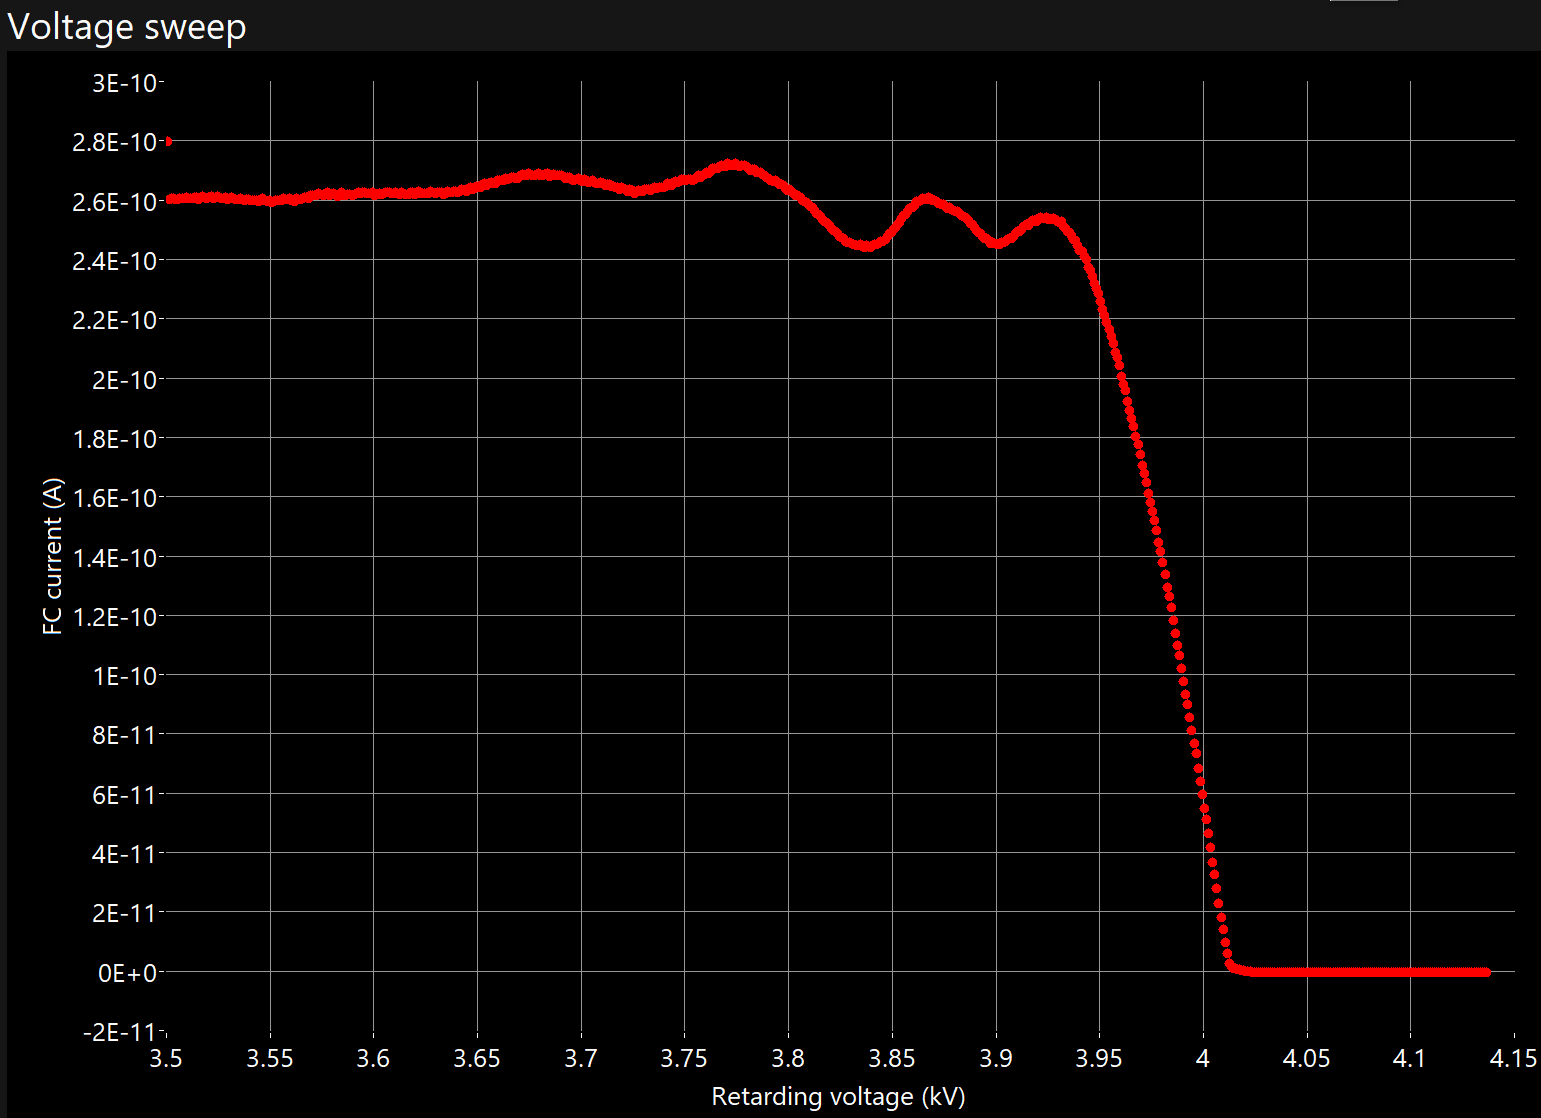 Voltage sweep
3E-10
2.8E-10
2.6E-10
2.4E-10
2.2E-10
2E-10
1.8E-10
1.6E-10
1.4E-10
1.2E-10
1E-10
8E-11
6E-11
4E-11
2E-11
0E+0
-2E-11
FC current (A)
3.5 3.55 3.6 3.65 3.7 3.75 3.8 3.85 3.9 3.95 4 4.05 4.1 4.15
Retarding voltage (kV)